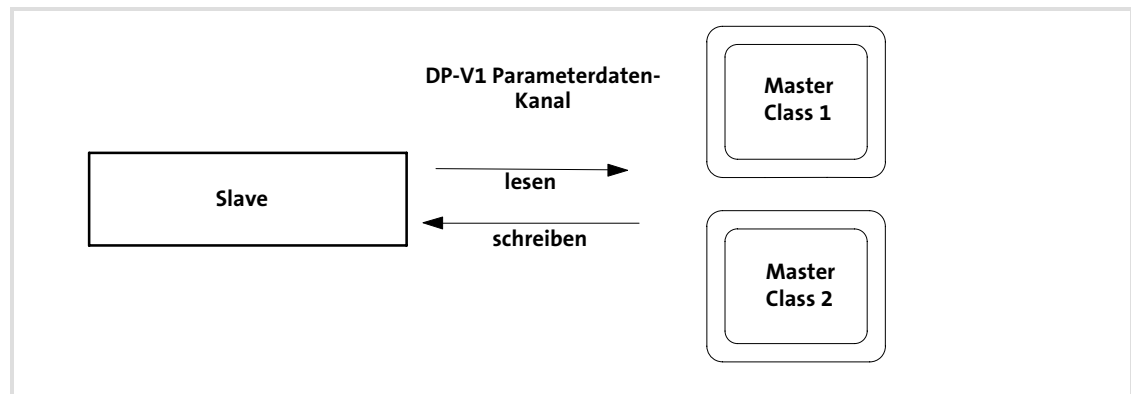 DP-V1 Parameterdaten-
Kanal
Master
Class 1
Slave
lesen
schreiben
Master
Class 2